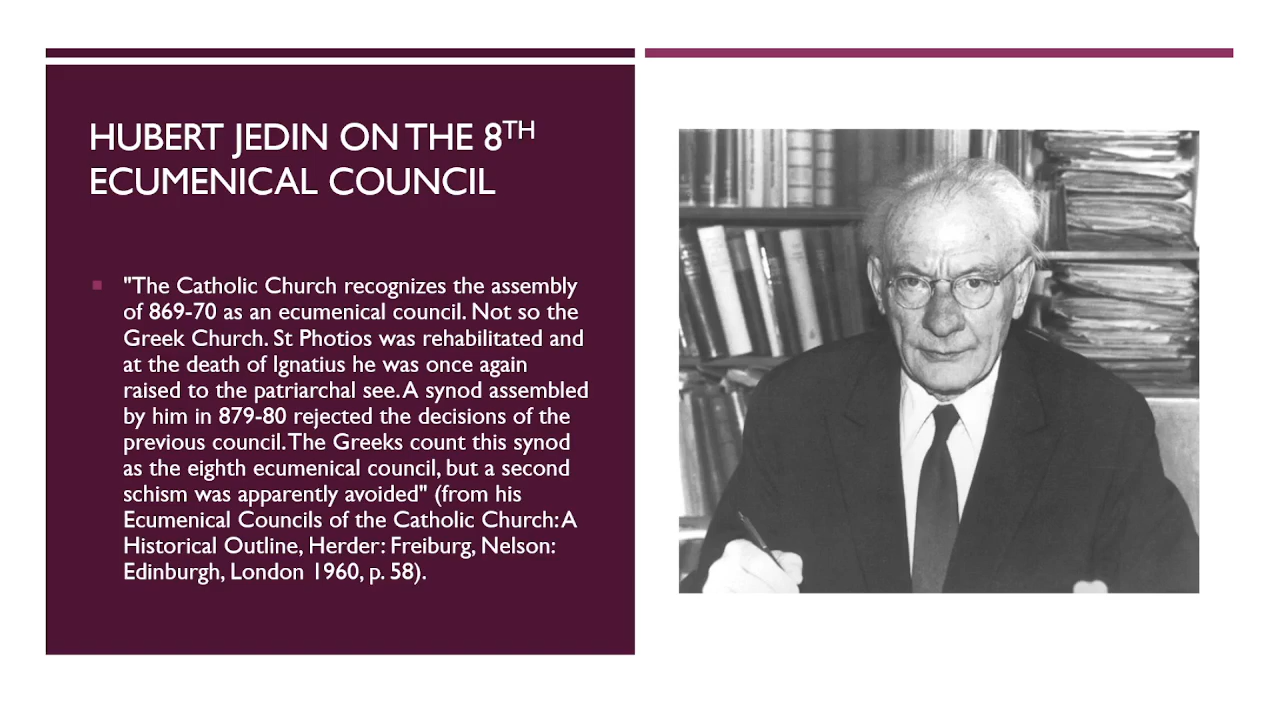 HUBERT JEDIN ON THE 8TH
ECUMENICAL COUNCIL
"The Catholic Church recognizes the assembly
of 869-70 as an ecumenical council. Not so the
Greek Church. St Photios was rehabilitated and
at the death of Ignatius he was once again
raised to the patriarchal see. A synod assembled
by him in 879-80 rejected the decisions of the
previous council. The Greeks count this synod
as the eighth ecumenical council, but a second
schism was apparently avoided" (from his
Ecumenical Councils of the Catholic Church: A
Historical Outline, Herder: Freiburg, Nelson:
Edinburgh, London 1960, p. 58).